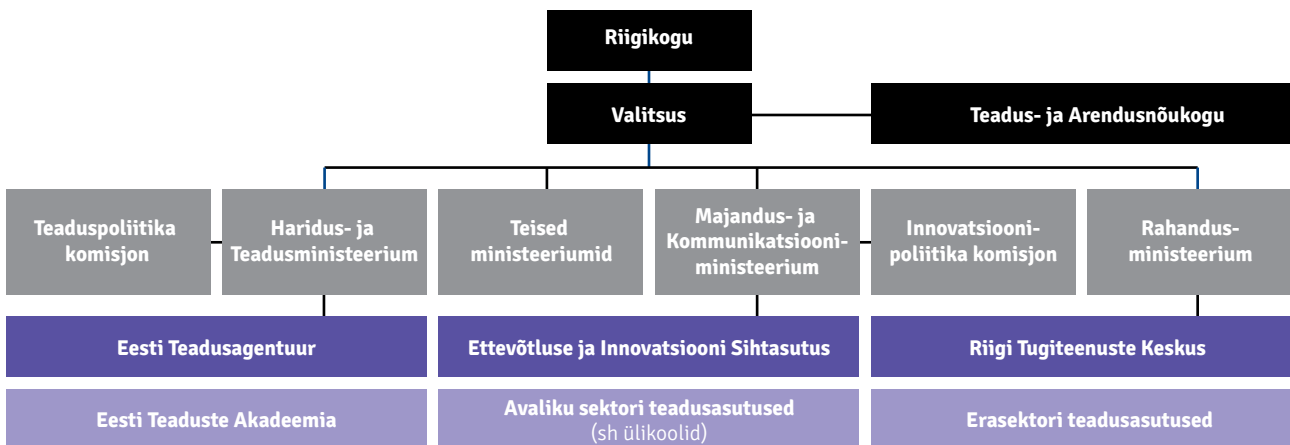 Riigikogu
Valitsus
Teadus- ja Arendusnõukogu
Teaduspoliitika
komisjon
Haridus- ja
Teadusministeerium
Teised
ministeeriumid
Majandus- ja
Kommunikatsiooni-
ministeerium
Innovatsiooni-
poliitika komisjon
Rahandus-
ministeerium
Eesti Teadusagentuur
Ettevõtluse ja Innovatsiooni Sihtasutus
Riigi Tugiteenuste Keskus
Eesti Teaduste Akadeemia
Avaliku sektori teadusasutused
(sh ülikoolid)
Erasektori teadusasutused